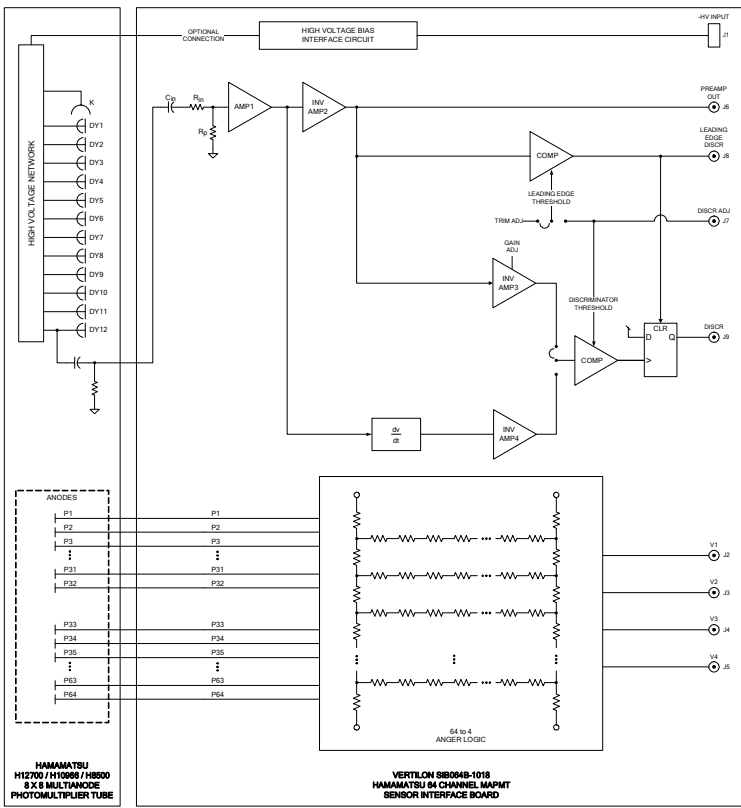 -HV INPUT
J1
OPTIONAL
CONNECTION
HIGH VOLTAGE BIAS
INTERFACE CIRCUIT
HIGH VOLTAGE NETWORK
K
DY1
DY2
DY3
DY4
DY5
DY6
DY7
DY8
DY9
DY10
DY11
DY12
Cin
Rin
Rp
AMP1
INV
AMP2
PREAMP
OUT
J6
LEADING
EDGE
DISCR
J8
COMP
LEADING EDGE
THRESHOLD
TRIM ADJ
DISCR ADJ
J7
GAIN
ADJ
INV
AMP3
DISCRIMINATOR
THRESHOLD
COMP
CLR
D
Q
>
DISCR
J9
dv
dt
INV
AMP4
ANODES
P1
P1
P2
P2
P3
P3
P31
P31
P32
P32
P33
P33
P34
P34
P35
P35
P63
P63
P64
P64
V1
J2
V2
J3
V3
J4
V4
J5
64 to 4
ANGER LOGIC
HAMAMATSU
H12700 / H10966 / H8500
8 X 8 MULTIANODE
PHOTOMULTIPLIER TUBE
VERTILON SIB064B-1018
HAMAMATSU 64 CHANNEL MAPMT
SENSOR INTERFACE BOARD